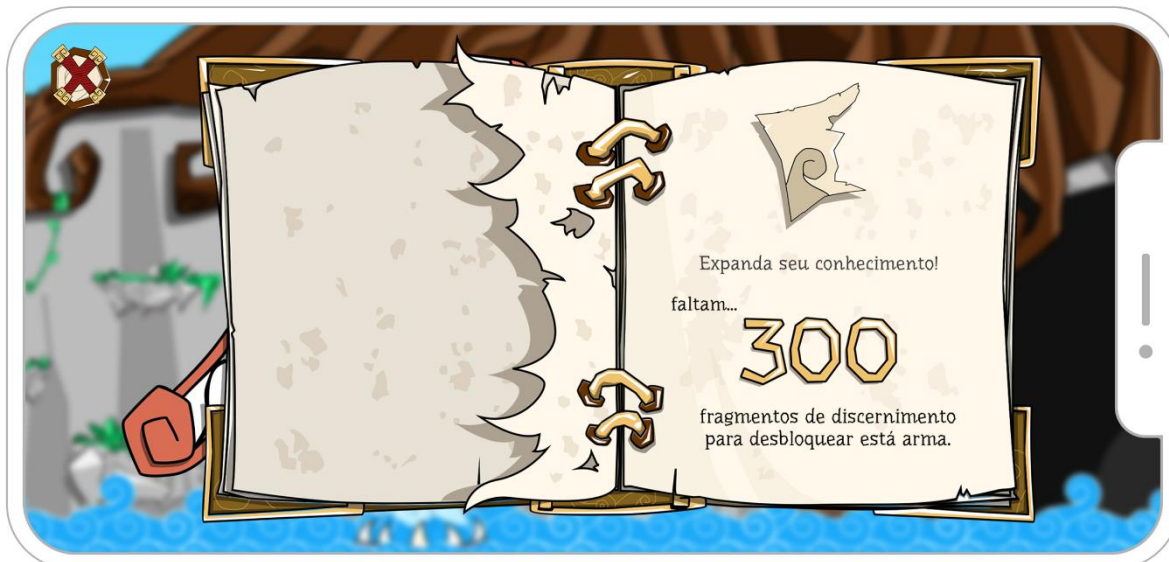 Expanda seu conhecimento!
faltam...
300
fragmentos de discernimento
para desbloquear está arma.